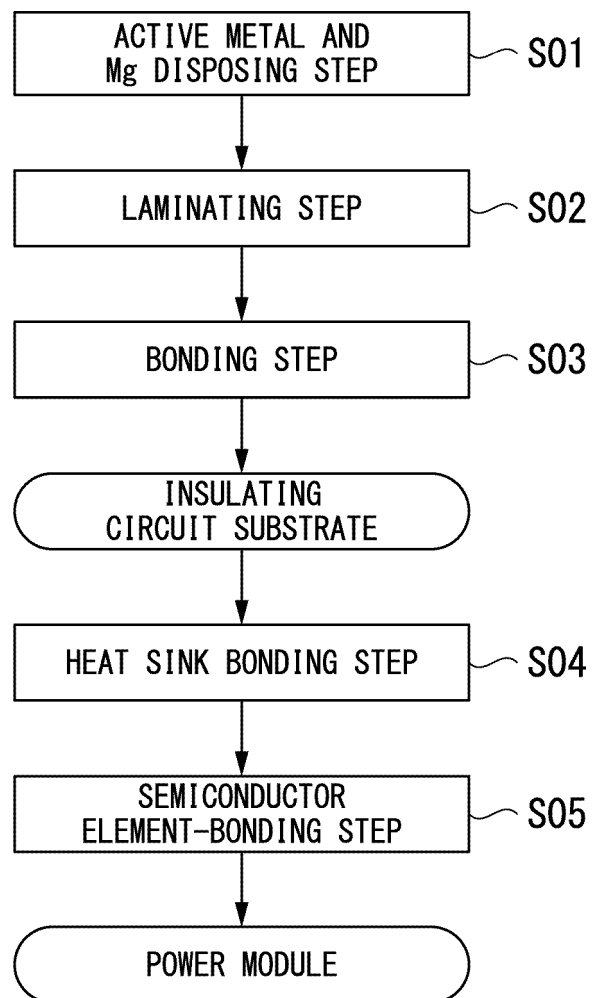 ACTIVE METAL AND
Mg DISPOSING STEP
S01
LAMINATING STEP
S02
BONDING STEP
S03
INSULATING
CIRCUIT SUBSTRATE
HEAT SINK BONDING STEP
S04
SEMICONDUCTOR
ELEMENT-BONDING STEP
S05
POWER MODULE